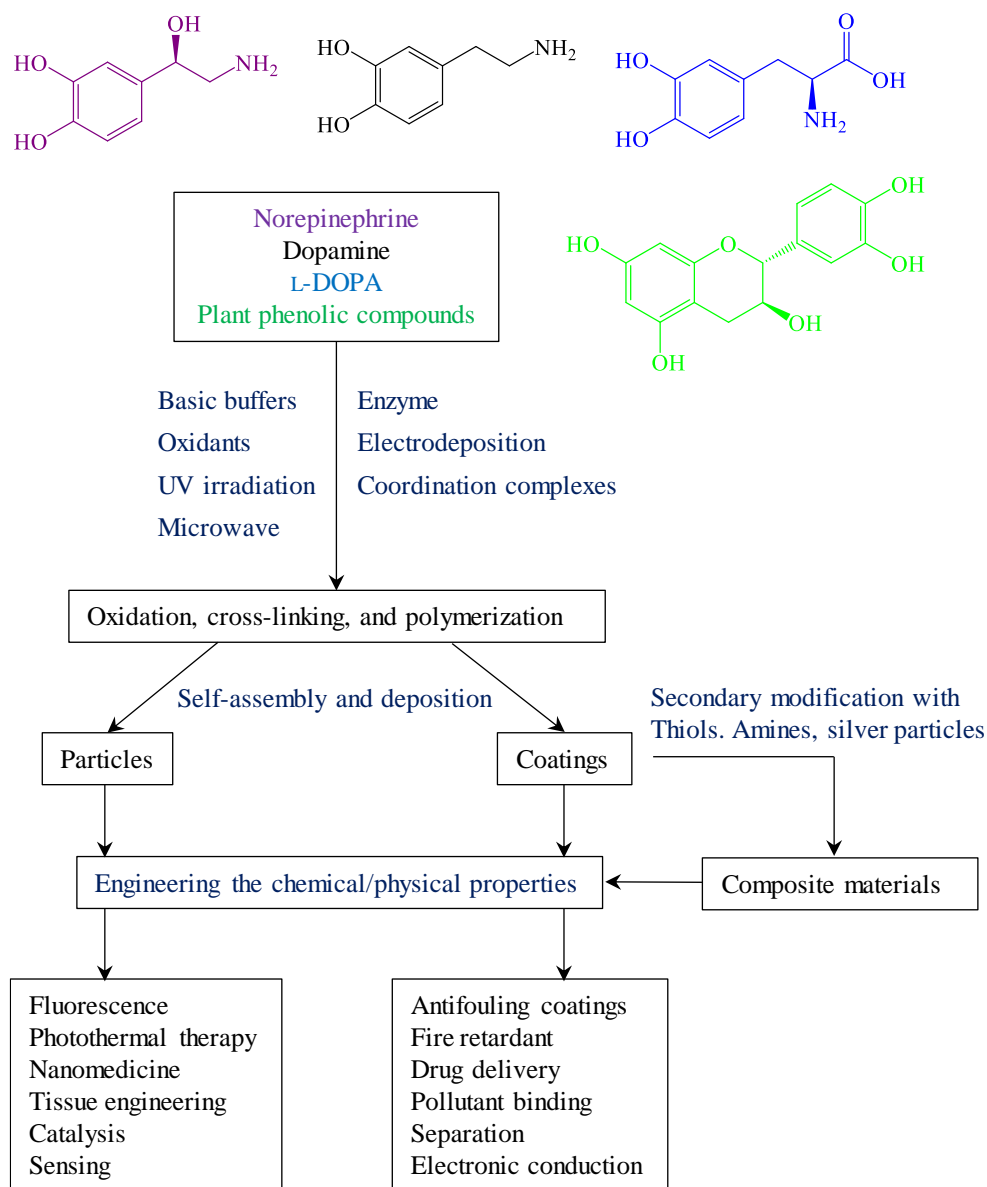 OH
HO
NH2
HO
HO
NH2
HO
O
HO
OH
HO
NH2
Norepinephrine
Dopamine
L-DOPA
Plant phenolic compounds
OH
HO
O
OH
OH
OH
Basic buffers
Oxidants
UV irradiation
Microwave
Enzyme
Electrodeposition
Coordination complexes
Oxidation, cross-linking, and polymerization
Self-assembly and deposition
Secondary modification with
Thiols. Amines, silver particles
Particles
Coatings
Engineering the chemical/physical properties
Composite materials
Fluorescence
Photothermal therapy
Nanomedicine
Tissue engineering
Catalysis
Sensing
Antifouling coatings
Fire retardant
Drug delivery
Pollutant binding
Separation
Electronic conduction